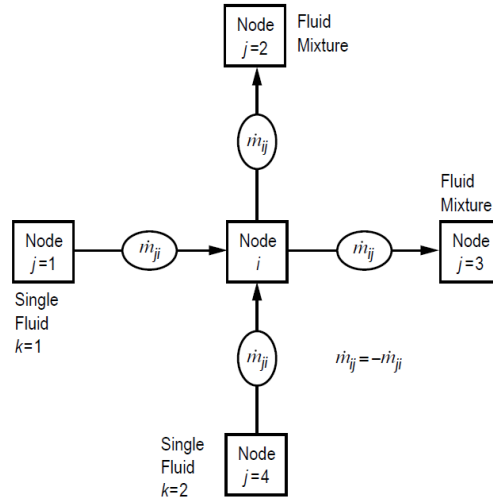 Node
j=2
Fluid
Mixture
ṁij
Fluid
Mixture
Node
j=1
ṁji
Node
i
ṁij
Node
j=3
Single
Fluid
k=1
ṁji
ṁij=−ṁji
Single
Fluid
k=2
Node
j=4